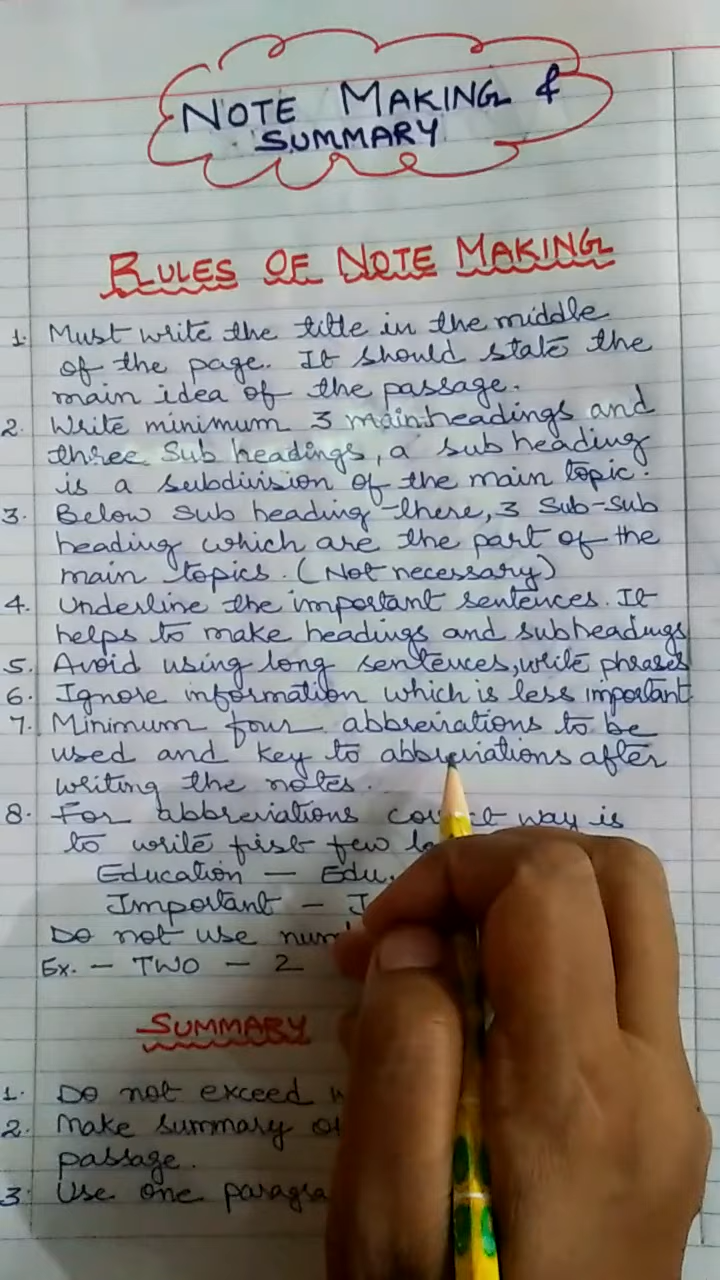 NOTE MAKING &
SUMMARY
RULES OF NOTE MAKING
1. Must write the title in the middle
of the page. It should state the
main idea of the passage.
2. Write minimum 3 main headings and
three Sub headings, a sub heading
is a subdivision of the main topic.
3. Below sub heading there, 3 Sub-Sub
heading which are the part of the
main topics. (Not necessary)
4. Underline the important sentences. It
helps to make headings and subheadings
5. Avoid using long sentences, write phrases
6. Ignore information which is less important.
7. Minimum four abbreviations to be
used and key to abbreviations after
writing the notes.
8. For abbreviations way is
to write first few
Education - Edu.
Important -
Do not use
Ex. - TWO - 2
SUMMARY
1. Do not exceed
2. Make summary
passage.
3. Use one